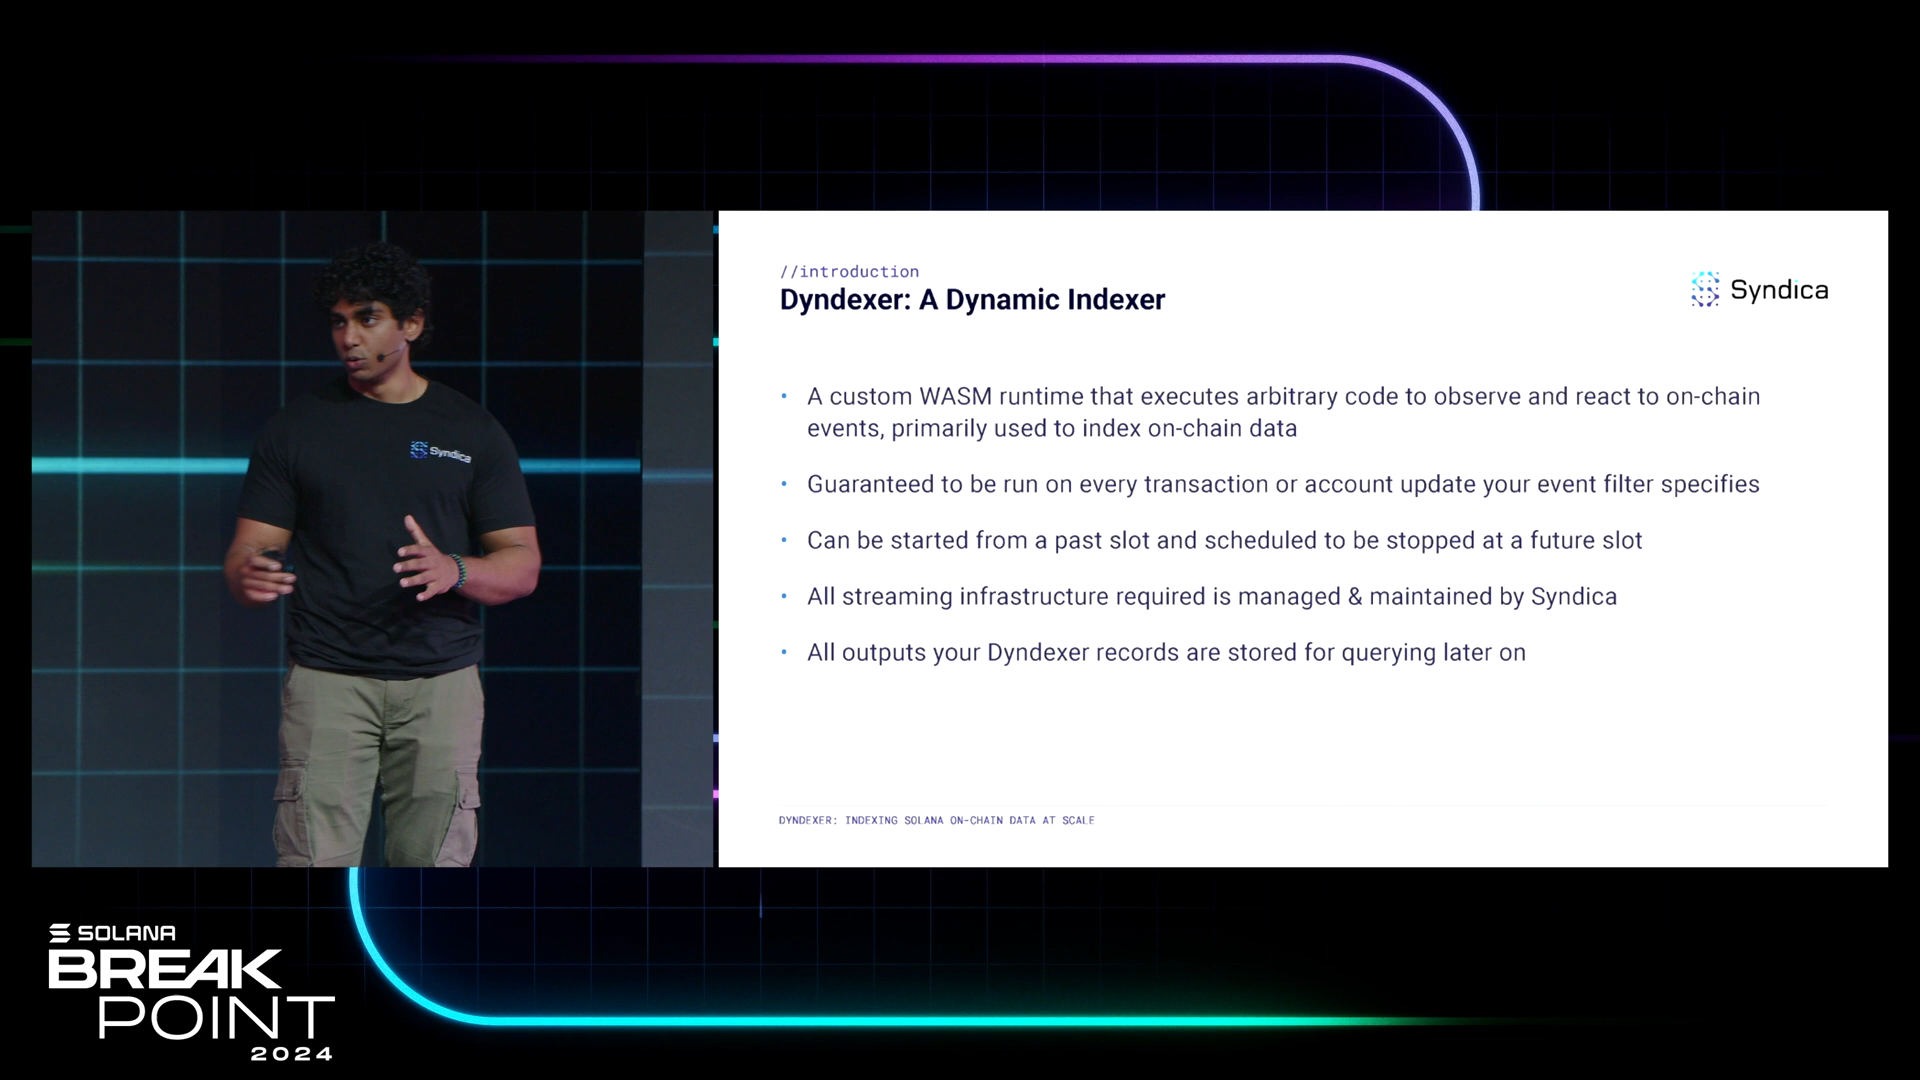 //introduction
Dyndexer: A Dynamic Indexer
Syndica
• A custom WASM runtime that executes arbitrary code to observe and react to on-chain
events, primarily used to index on-chain data
• Guaranteed to be run on every transaction or account update your event filter specifies
• Can be started from a past slot and scheduled to be stopped at a future slot
• All streaming infrastructure required is managed & maintained by Syndica
• All outputs your Dyndexer records are stored for querying later on
DYNDEXER: INDEXING SOLANA ON-CHAIN DATA AT SCALE
Syndica
SOLANA
BREAK
POINT
2024